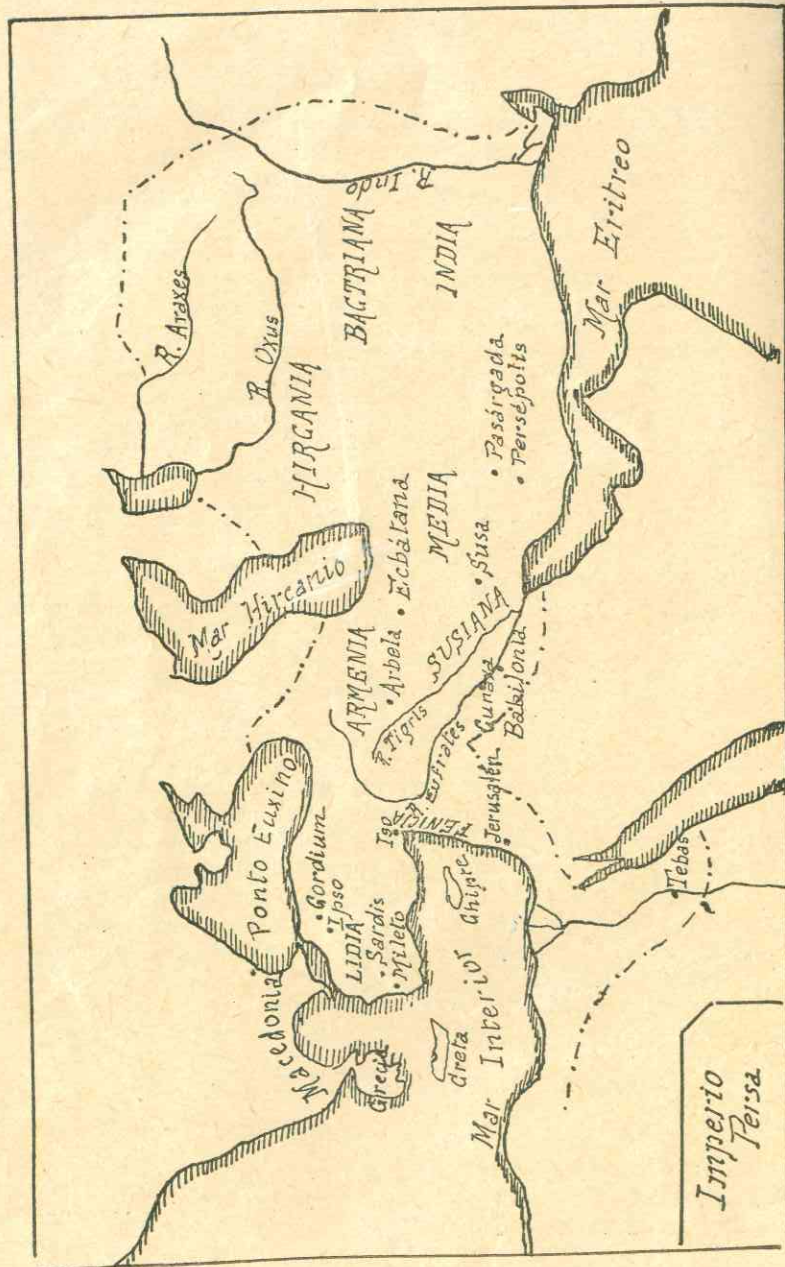 Imperio
Persa
Macedonia
Ponto Euxino
Mar Hircanio
R. Araxes
R. Oxus
HIRGANIA
BACTRIANA
R. Indo
INDIA
Grecia
Gordium
Ipso
LIDIA
Sardis
Mileto
ARMENIA
Arbela
Ecbátana
MEDIA
R. Tigris
SUSIANA
Susa
Pasárgada
Persépolis
R. Eufrates
Cunaxa
Babilonia
FENICIA
Jerusalén
Chipre
Creta
Mar Interior
Tebas
Mar Eritreo